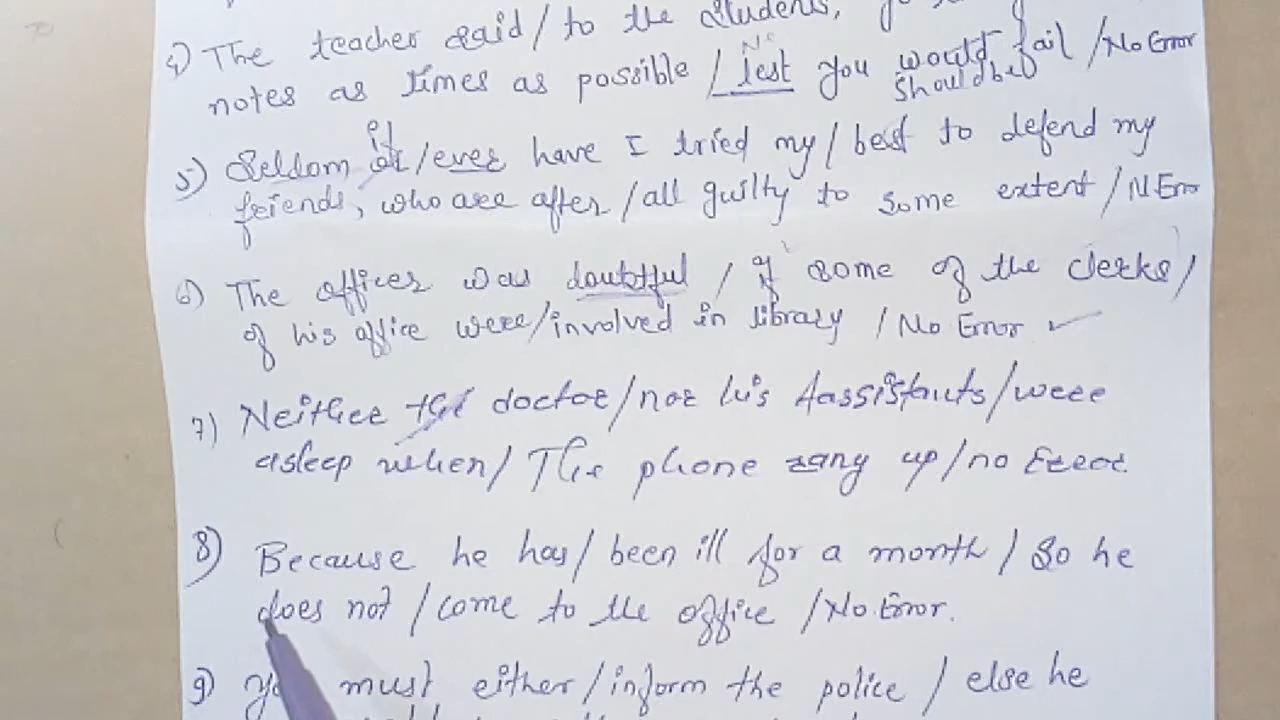 4) The teacher said / to the students,
notes as times as possible / lest you would fail / No Error
should be
if
5) Seldom or / ever have I tried my / best to defend my
friends, who are after / all guilty to some extent / N Error
6) The officer was doubtful / if some of the clerks /
of his office were / involved in library / No Error ✓
7) Neither the doctor / nor his Aassistants / were
asleep when / The phone rang up / no Error
8) Because he has / been ill for a month / So he
does not / come to the office / No Error.
9) You must either / inform the police / else he